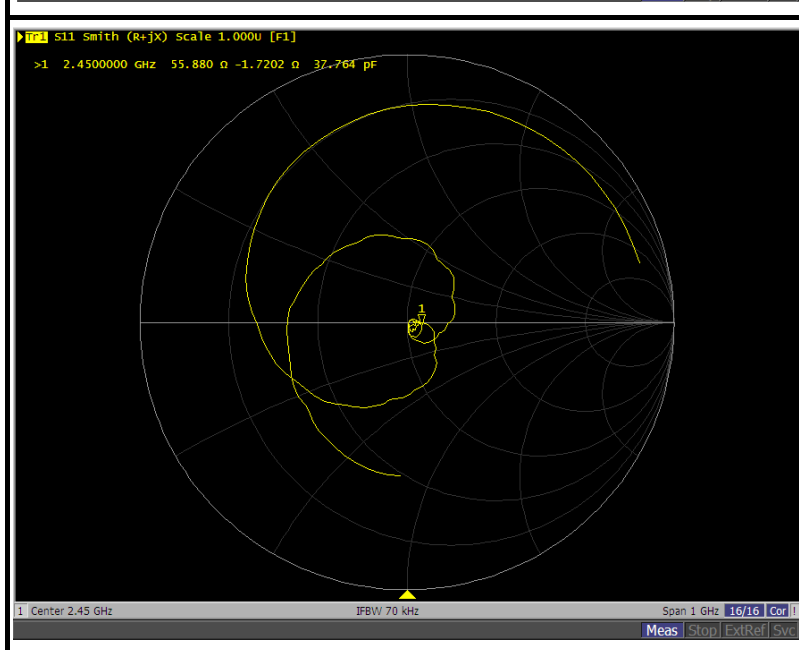 Tr1 S11 Smith (R+jX) Scale 1.000U [F1]
>1 2.4500000 GHz 55.880 Ω -1.7202 Ω 37.764 pF
1
1 Center 2.45 GHz IFBW 70 kHz Span 1 GHz 16/16 Cor !
Meas Stop ExtRef Svc